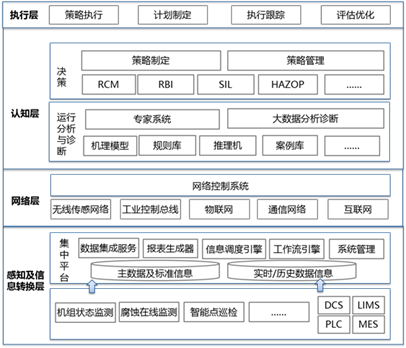 执行层
策略执行
计划制定
执行跟踪
评估优化
认知层
决策
策略制定
策略管理
RCM
RBI
SIL
HAZOP
......
运行分析与诊断
专家系统
大数据分析诊断
机理模型
规则库
推理机
案例库
......
网络层
网络控制系统
无线传感网络
工业控制总线
物联网
通信网络
互联网
感知及信息转换层
集中平台
数据集成服务
报表生成器
信息调度引擎
工作流引擎
系统管理
主数据及标准信息
实时/历史数据信息
机组状态监测
腐蚀在线监测
智能点巡检
......
DCS
LIMS
PLC
MES